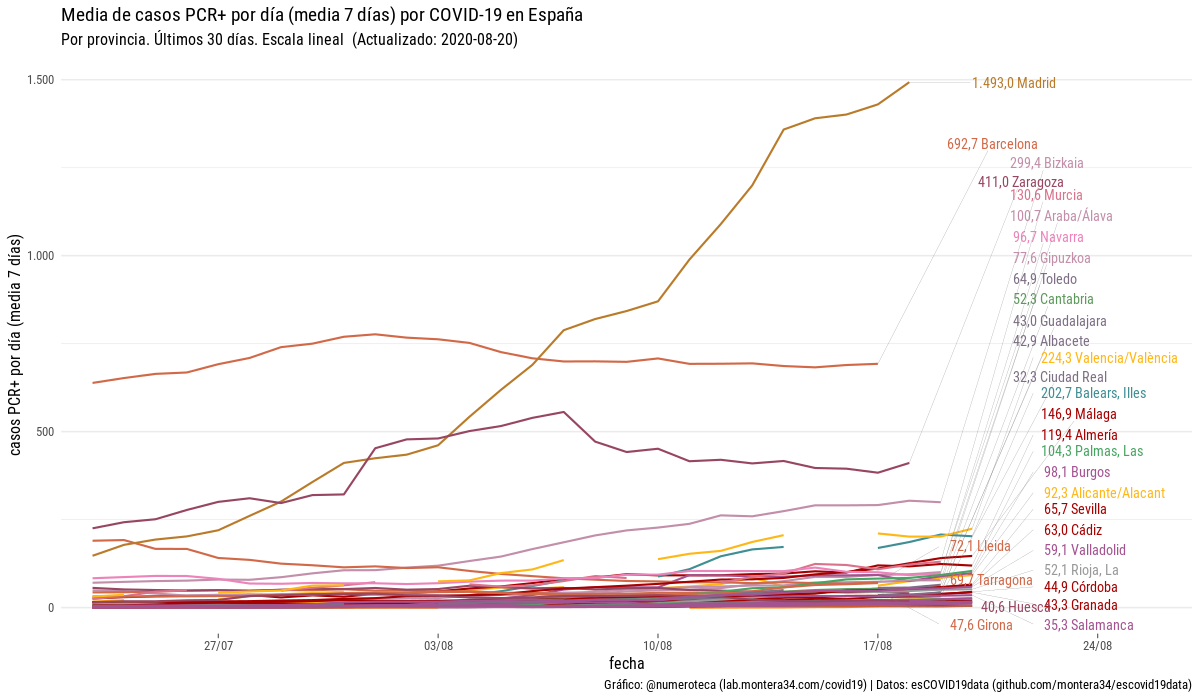 Media de casos PCR+ por día (media 7 días) por COVID-19 en España
Por provincia. Últimos 30 días. Escala lineal  (Actualizado: 2020-08-20)
casos PCR+ por día (media 7 días)
1.500
1.000
500
0
1.493,0 Madrid
692,7 Barcelona
299,4 Bizkaia
411,0 Zaragoza
130,6 Murcia
100,7 Araba/Álava
96,7 Navarra
77,6 Gipuzkoa
64,9 Toledo
52,3 Cantabria
43,0 Guadalajara
42,9 Albacete
224,3 Valencia/València
32,3 Ciudad Real
202,7 Balears, Illes
146,9 Málaga
119,4 Almería
104,3 Palmas, Las
98,1 Burgos
92,3 Alicante/Alacant
65,7 Sevilla
63,0 Cádiz
72,1 Lleida
59,1 Valladolid
52,1 Rioja, La
Tarragona
44,9 Córdoba
40,6 Huesca
43,3 Granada
47,6 Girona
35,3 Salamanca
27/07
03/08
10/08
17/08
24/08
fecha
Gráfico: @numeroteca (lab.montera34.com/covid19) | Datos: esCOVID19data (github.com/montera34/escovid19data)